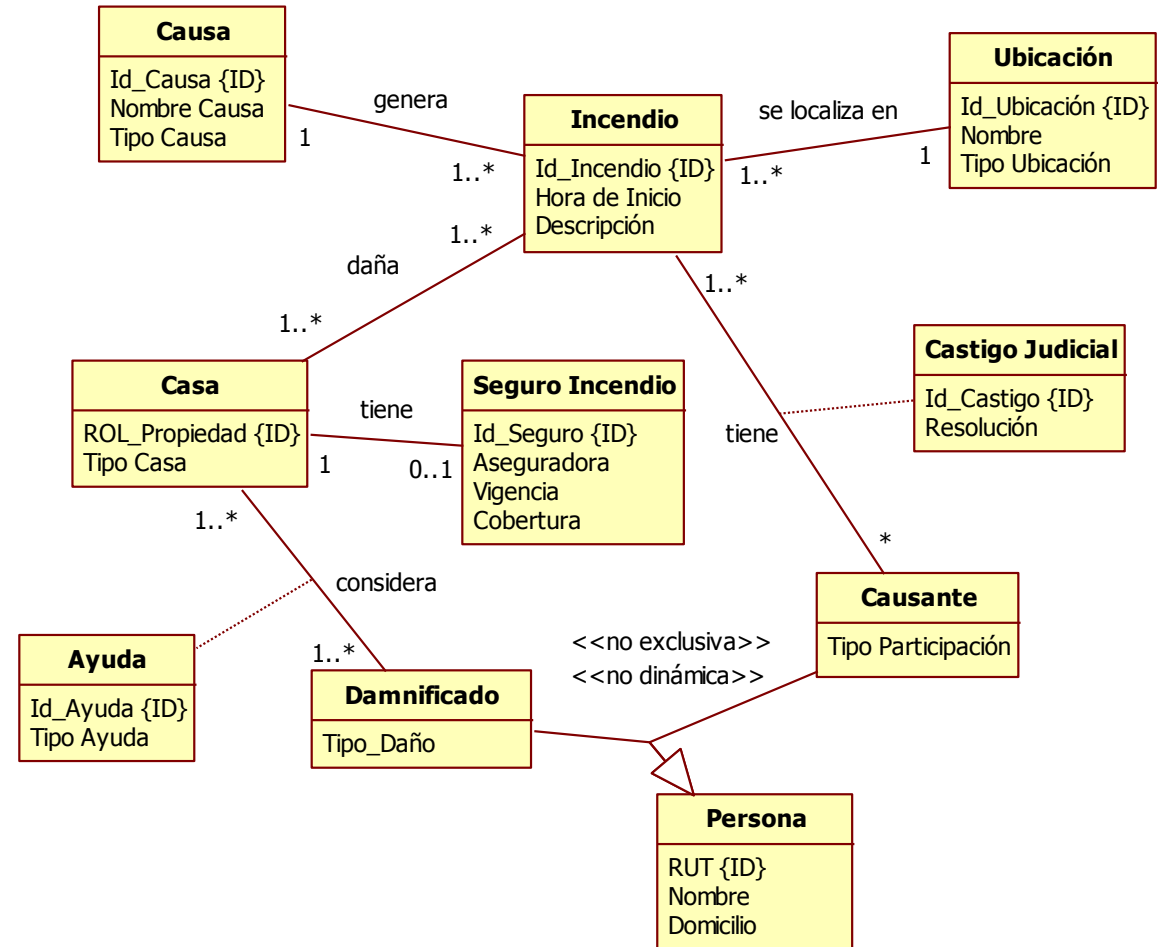 Causa
Id_Causa {ID}
Nombre Causa
Tipo Causa
genera
1
1..*
Incendio
Id_Incendio {ID}
Hora de Inicio
Descripción
se localiza en
1..*
1
Ubicación
Id_Ubicación {ID}
Nombre
Tipo Ubicación
1..*
daña
1..*
1..*
Castigo Judicial
Id_Castigo {ID}
Resolución
tiene
*
Casa
ROL_Propiedad {ID}
Tipo Casa
tiene
1
0..1
Seguro Incendio
Id_Seguro {ID}
Aseguradora
Vigencia
Cobertura
1..*
considera
1..*
Ayuda
Id_Ayuda {ID}
Tipo Ayuda
Damnificado
Tipo_Daño
<<no exclusiva>>
<<no dinámica>>
Causante
Tipo Participación
Persona
RUT {ID}
Nombre
Domicilio